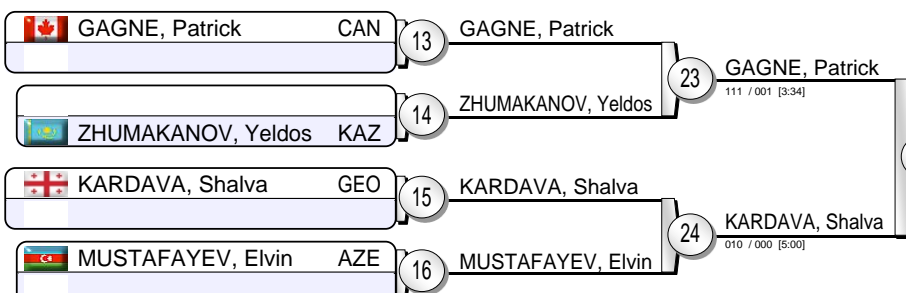 GAGNE, Patrick CAN
13
GAGNE, Patrick
23
GAGNE, Patrick
111 / 001 [3:34]
ZHUMAKANOV, Yeldos KAZ
14
ZHUMAKANOV, Yeldos
KARDAVA, Shalva GEO
15
KARDAVA, Shalva
24
KARDAVA, Shalva
010 / 000 [5:00]
MUSTAFAYEV, Elvin AZE
16
MUSTAFAYEV, Elvin